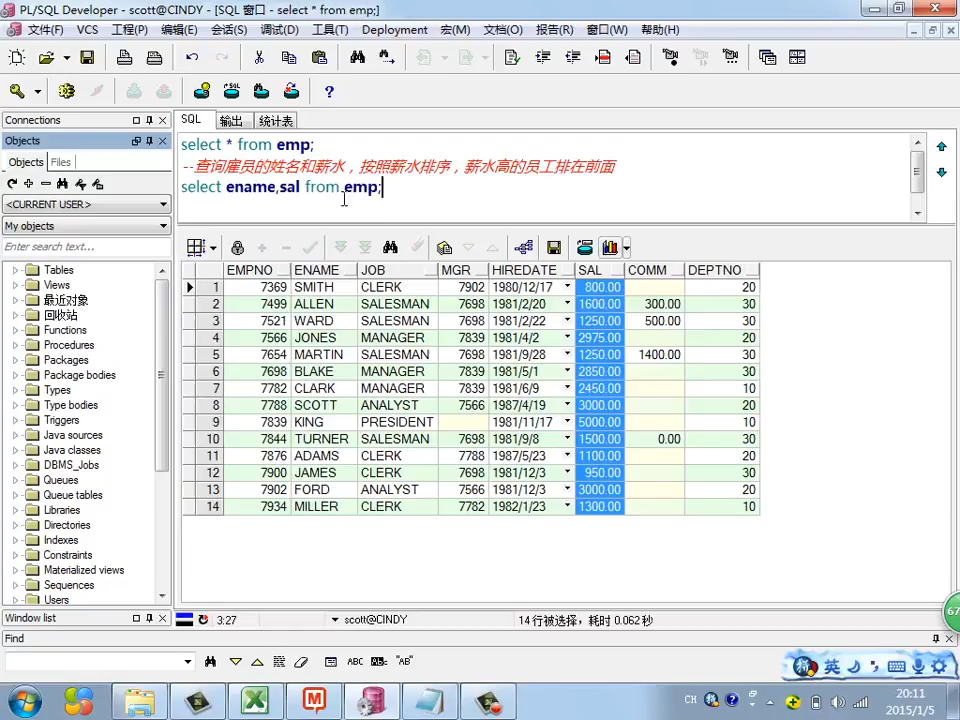 PL/SQL Developer - scott@CINDY - [SQL 窗口 - select * from emp;]
文件(F) VCS 工程(P) 编辑(E) 会话(S) 调试(D) 工具(T) Deployment 宏(M) 文档(O) 报告(R) 窗口(W) 帮助(H)
Connections
Objects
Objects Files
<CURRENT USER>
My objects
Enter search text...
Tables
Views
最近对象
回收站
Functions
Procedures
Packages
Package bodies
Types
Type bodies
Triggers
Java sources
Java classes
DBMS_Jobs
Queues
Queue tables
Libraries
Directories
Indexes
Constraints
Materialized views
Sequences
Users
Window list
SQL 输出 统计表
select * from emp;
--查询雇员的姓名和薪水，按照薪水排序，薪水高的员工排在前面
select ename,sal from emp;
EMPNO ENAME JOB MGR HIREDATE SAL COMM DEPTNO
1 7369 SMITH CLERK 7902 1980/12/17 800.00 20
2 7499 ALLEN SALESMAN 7698 1981/2/20 1600.00 300.00 30
3 7521 WARD SALESMAN 7698 1981/2/22 1250.00 500.00 30
4 7566 JONES MANAGER 7839 1981/4/2 2975.00 20
5 7654 MARTIN SALESMAN 7698 1981/9/28 1250.00 1400.00 30
6 7698 BLAKE MANAGER 7839 1981/5/1 2850.00 30
7 7782 CLARK MANAGER 7839 1981/6/9 2450.00 10
8 7788 SCOTT ANALYST 7566 1987/4/19 3000.00 20
9 7839 KING PRESIDENT 1981/11/17 5000.00 10
10 7844 TURNER SALESMAN 7698 1981/9/8 1500.00 0.00 30
11 7876 ADAMS CLERK 7788 1987/5/23 1100.00 20
12 7900 JAMES CLERK 7698 1981/12/3 950.00 30
13 7902 FORD ANALYST 7566 1981/12/3 3000.00 20
14 7934 MILLER CLERK 7782 1982/1/23 1300.00 10
3:27 scott@CINDY 14 行被选择，耗时 0.062 秒
67
Find
ABC "AB"
英
CH
20:11
2015/1/5